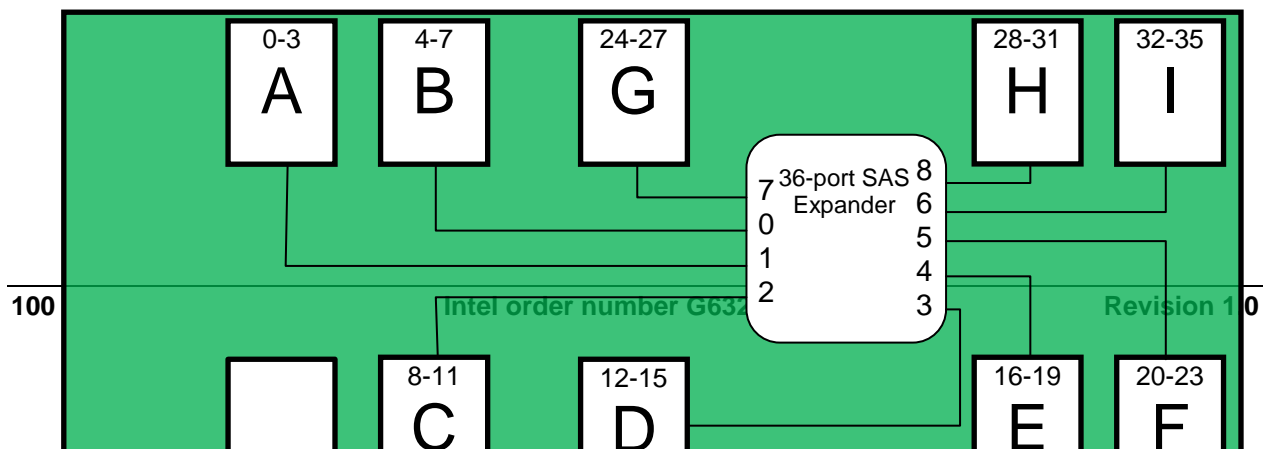 0-3 4-7 24-27 28-31 32-35
A B G H I
36-port SAS
Expander
7 8
0 6
1 5
2 4
3
100 Intel order number G632 Revision 1 0
8-11 12-15 16-19 20-23
C D E F